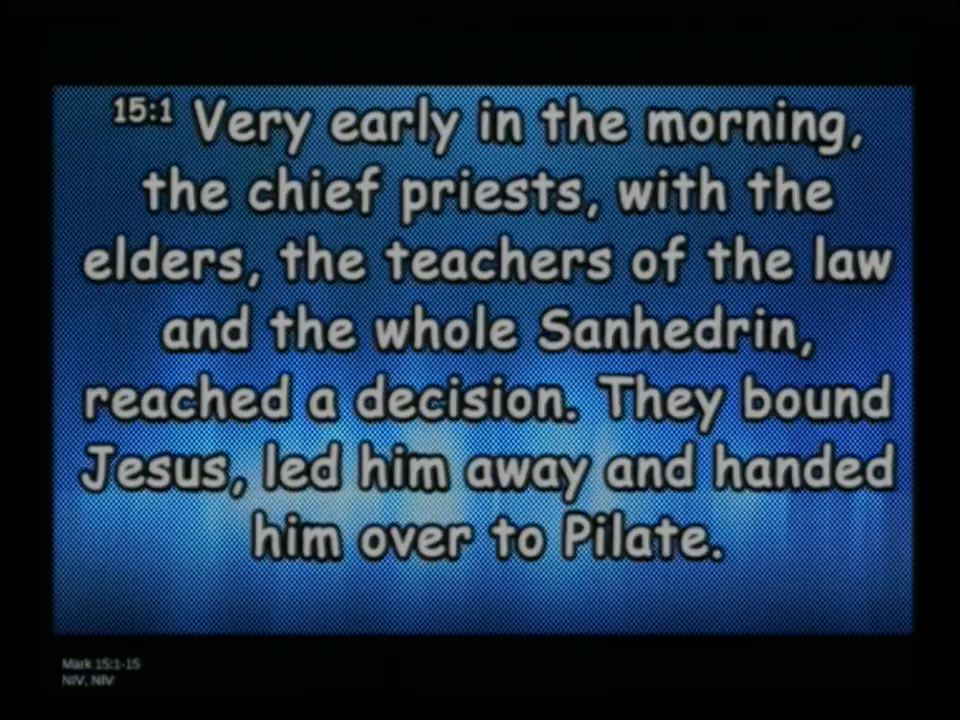 15:1 Very early in the morning,
the chief priests, with the
elders, the teachers of the law
and the whole Sanhedrin,
reached a decision. They bound
Jesus, led him away and handed
him over to Pilate.
Mark 15:1-15
NIV, NIV